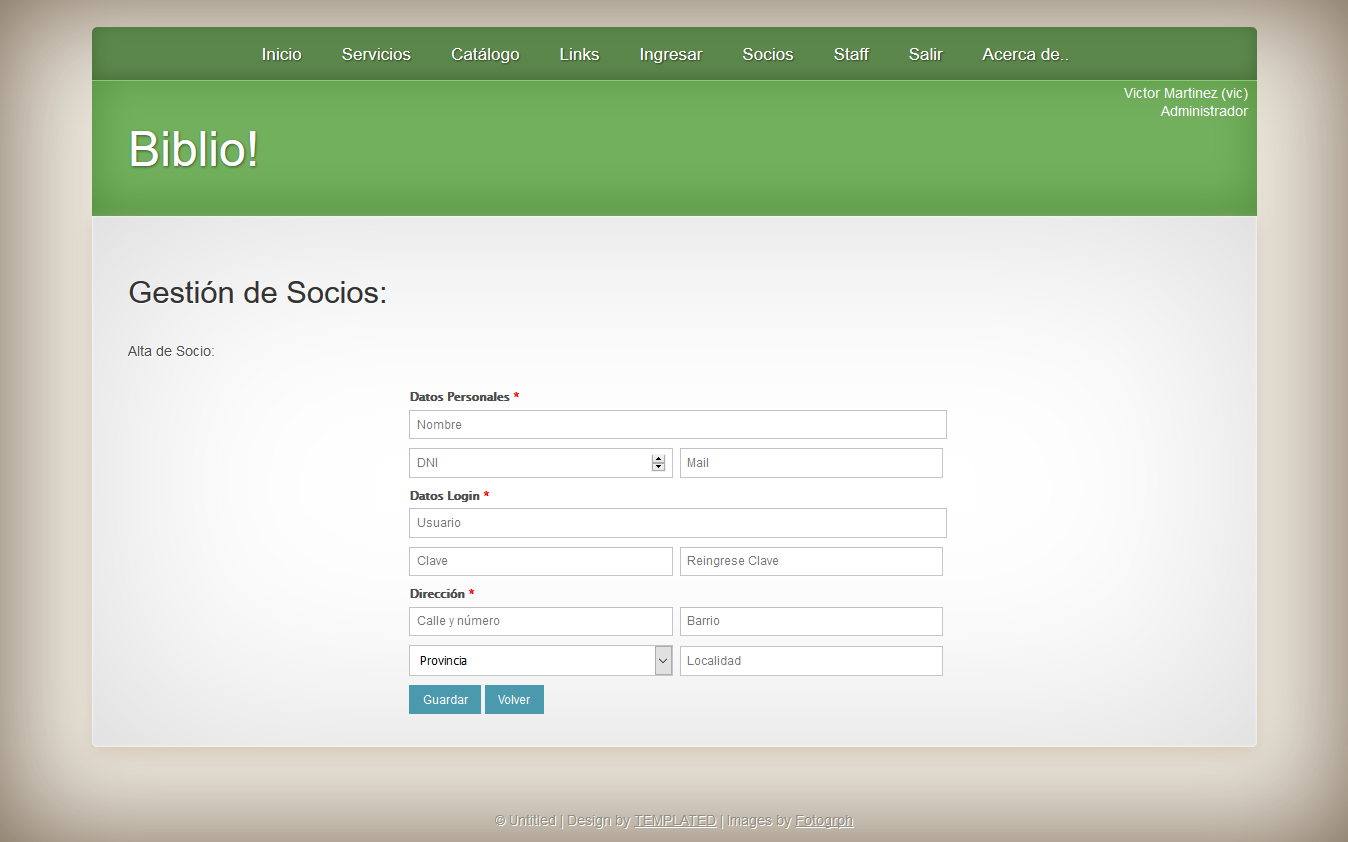 Inicio Servicios Catálogo Links Ingresar Socios Staff Salir Acerca de..
Victor Martinez (vic)
Administrador
Biblio!
Gestión de Socios:
Alta de Socio:
Datos Personales *
Nombre
DNI Mail
Datos Login *
Usuario
Clave Reingrese Clave
Dirección *
Calle y número Barrio
Provincia Localidad
Guardar Volver
© Untitled | Design by TEMPLATED | Images by Fotogrph